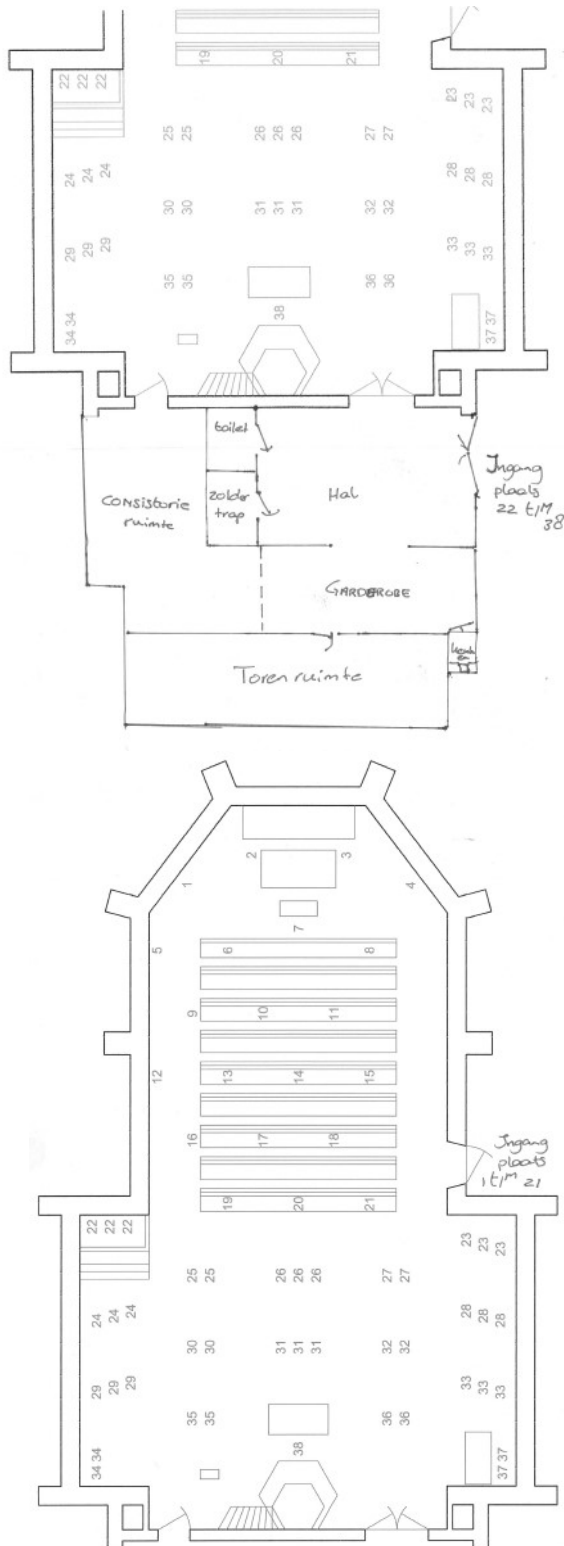 19 20 21
22 22 22
23 23 23
25 25 26 26 26 27 27
24 24 24
28 28 28
30 30 31 31 31 32 32
29 29 29
33 33 33
35 35 36 36
38
34 34
37 37
toilet
CONSISTORIE
ruimte
zolder
trap
Hal
Ingang
plaats
22 t/m
38
GARDEROBE
Toren ruimte
2 3
1 4
7
5 6 8
9 10 11
12 13 14 15
16 17 18
Ingang
plaats
1 t/m 21
19 20 21
22 22 22
23 23 23
25 25 26 26 26 27 27
24 24 24
28 28 28
30 30 31 31 31 32 32
29 29 29
33 33 33
35 35 36 36
38
34 34
37 37